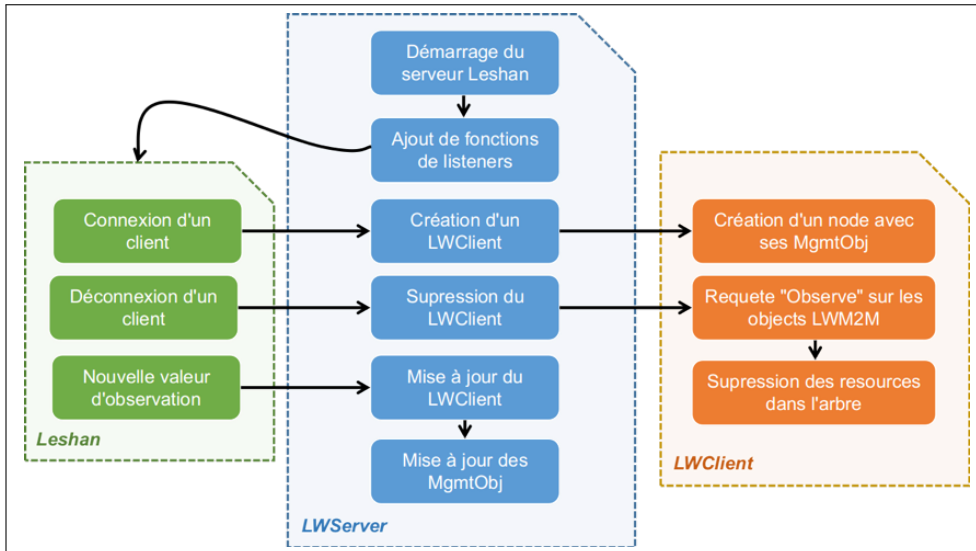 Démarrage du
serveur Leshan
Ajout de fonctions
de listeners
Connexion d'un
client
Création d'un
LWClient
Création d'un node avec
ses MgmtObj
Déconnexion d'un
client
Supression du
LWClient
Requete "Observe" sur les
objects LWM2M
Nouvelle valeur
d'observation
Mise à jour du
LWClient
Supression des resources
dans l'arbre
Leshan
Mise à jour des
MgmtObj
LWClient
LWServer